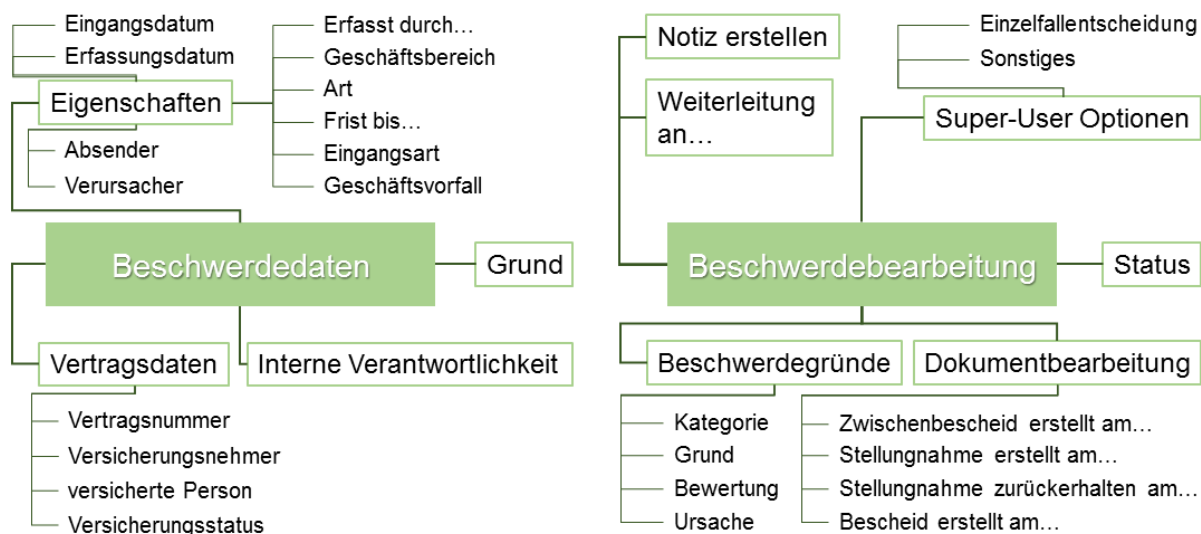 Eingangsdatum
Erfassungsdatum
Eigenschaften
Absender
Verursacher
Erfasst durch…
Geschäftsbereich
Art
Frist bis…
Eingangsart
Geschäftsvorfall
Beschwerdedaten
Grund
Vertragsdaten
Interne Verantwortlichkeit
Vertragsnummer
Versicherungsnehmer
versicherte Person
Versicherungsstatus
Notiz erstellen
Weiterleitung
an…
Einzelfallentscheidung
Sonstiges
Super-User Optionen
Beschwerdebearbeitung
Status
Beschwerdegründe
Dokumentbearbeitung
Kategorie
Grund
Bewertung
Ursache
Zwischenbescheid erstellt am…
Stellungnahme erstellt am…
Stellungnahme zurückerhalten am…
Bescheid erstellt am…